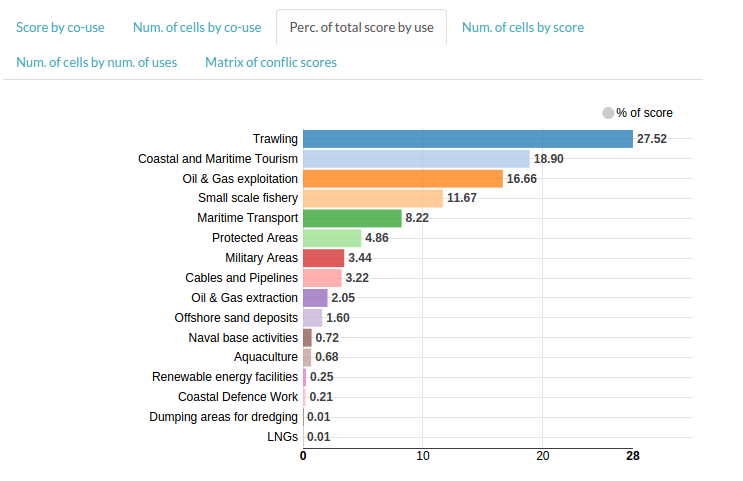 Score by co-use Num. of cells by co-use Perc. of total score by use Num. of cells by score
Num. of cells by num. of uses Matrix of conflic scores
% of score
Trawling 27.52
Coastal and Maritime Tourism 18.90
Oil & Gas exploitation 16.66
Small scale fishery 11.67
Maritime Transport 8.22
Protected Areas 4.86
Military Areas 3.44
Cables and Pipelines 3.22
Oil & Gas extraction 2.05
Offshore sand deposits 1.60
Naval base activities 0.72
Aquaculture 0.68
Renewable energy facilities 0.25
Coastal Defence Work 0.21
Dumping areas for dredging 0.01
LNGs 0.01
0 10 20 28